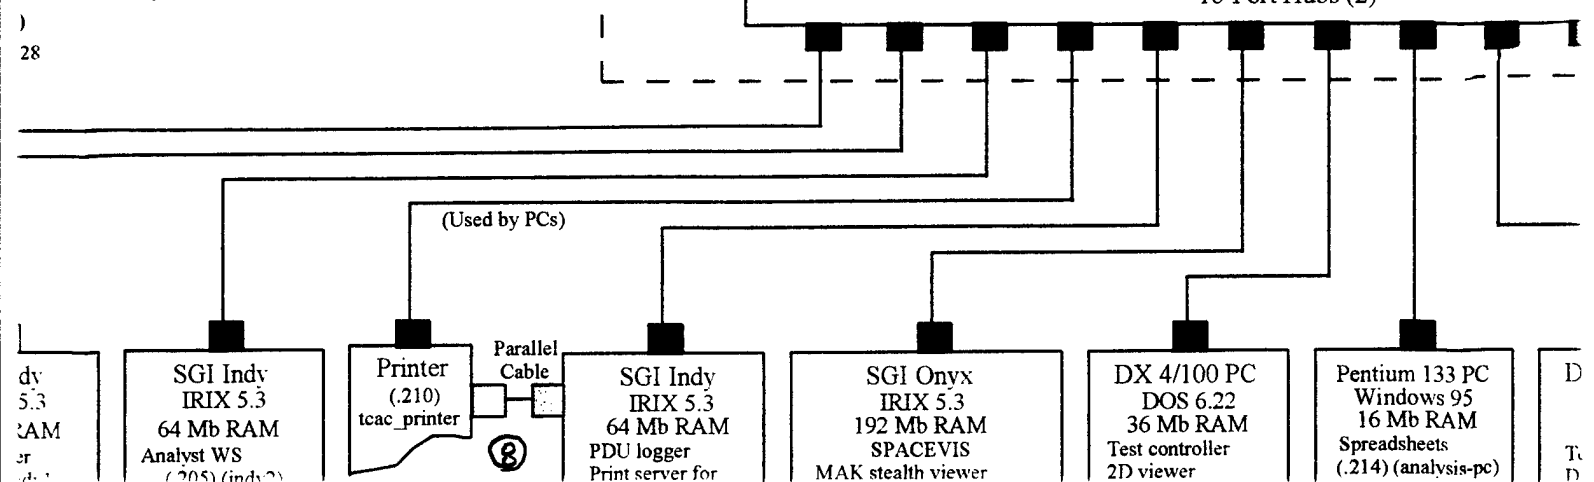 )
28
(2)
(Used by PCs)
5.3
SGI Indy
IRIX 5.3
64 Mb RAM
Analyst WS
(.205) (indy2)
Printer
(.210)
tcac_printer
Parallel
Cable
8
SGI Indy
IRIX 5.3
64 Mb RAM
PDU logger
Print server for
SGI Onyx
IRIX 5.3
192 Mb RAM
SPACEVIS
MAK stealth viewer
DX 4/100 PC
DOS 6.22
36 Mb RAM
Test controller
2D viewer
Pentium 133 PC
Windows 95
16 Mb RAM
Spreadsheets
(.214) (analysis-pc)
D